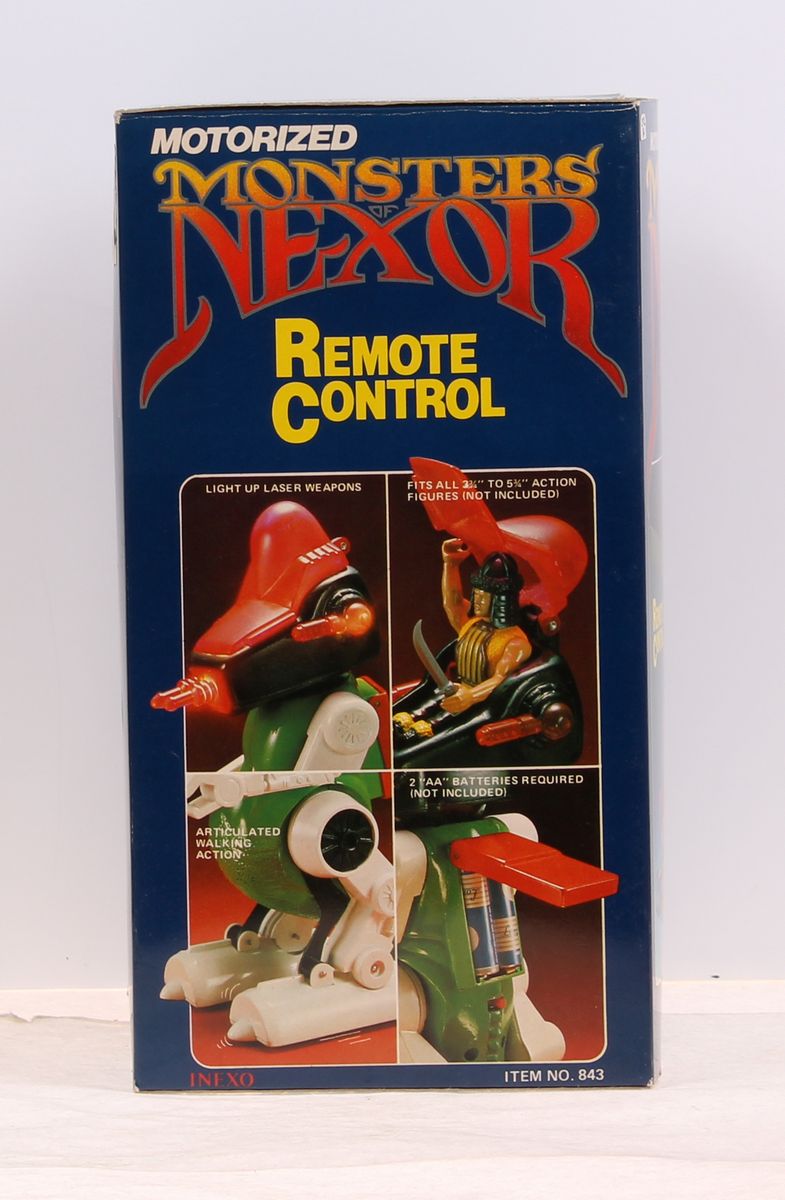 MOTORIZED
MONSTERS
OF
NEXOR
REMOTE
CONTROL
LIGHT UP LASER WEAPONS
FITS ALL 3¾" TO 5¾" ACTION
FIGURES (NOT INCLUDED)
ARTICULATED
WALKING
ACTION
2 "AA" BATTERIES REQUIRED
(NOT INCLUDED)
INEXO
ITEM NO. 843